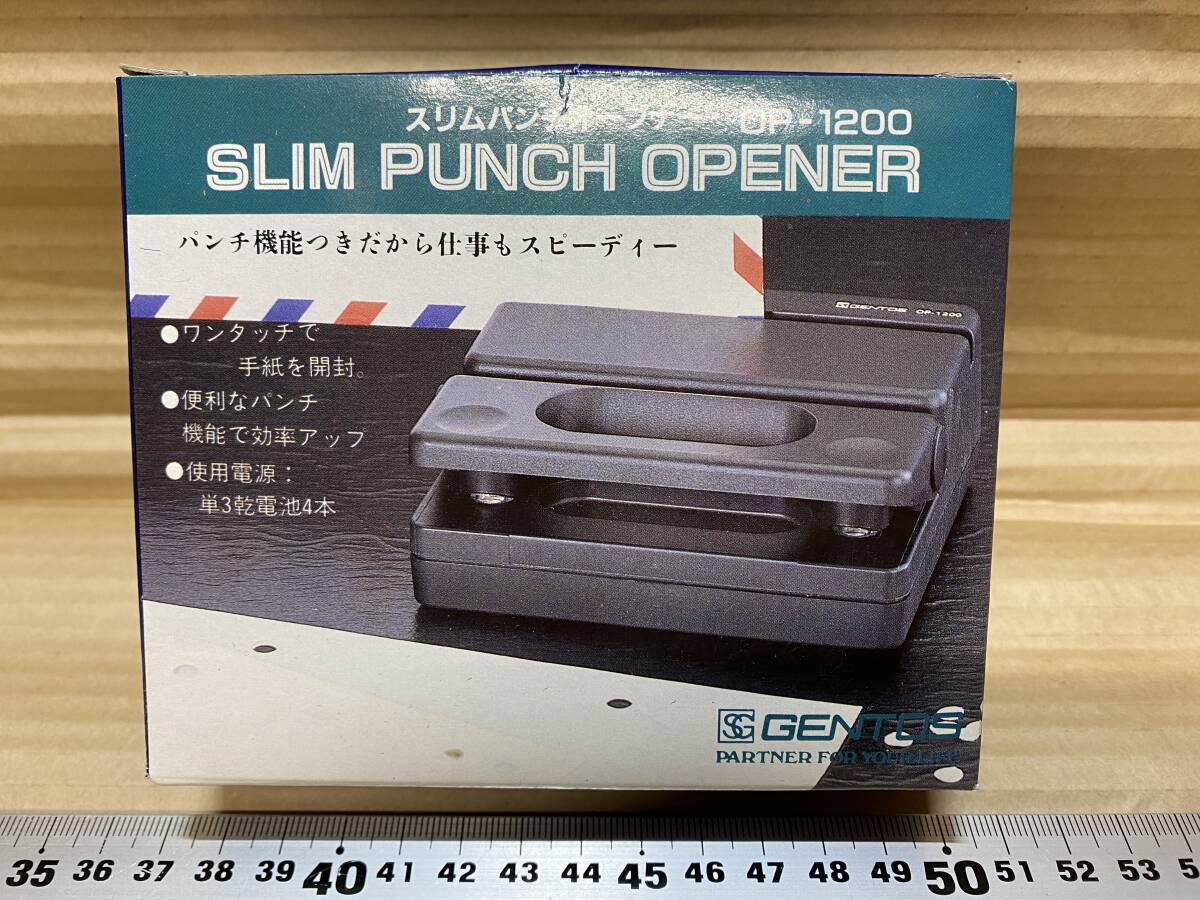 スリムパンチオープナー OP-1200
SLIM PUNCH OPENER
パンチ機能つきだから仕事もスピーディー
GENTOS OP-1200
●ワンタッチで
手紙を開封。
●便利なパンチ
機能で効率アップ
●使用電源：
単3乾電池4本
SG GENTOS
PARTNER FOR YOUR LIFE
35 36 37 38 39 40 41 42 43 44 45 46 47 48 49 50 51 52 53 5